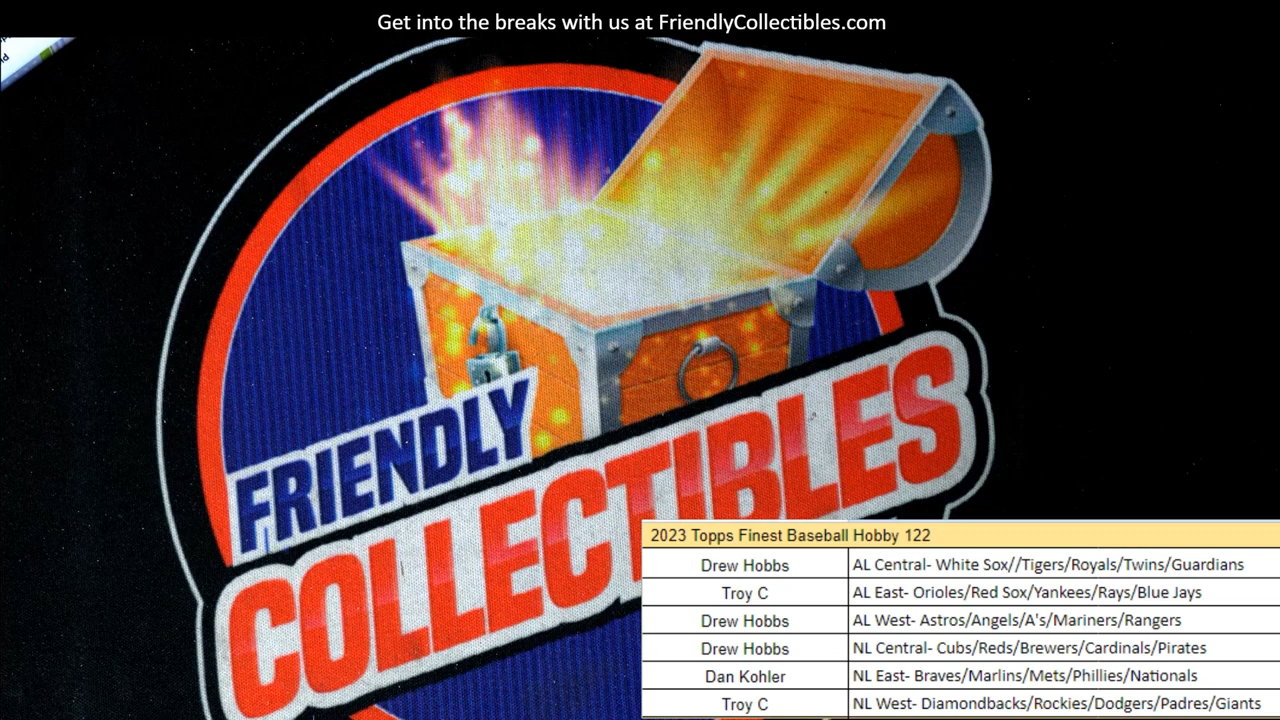 Get into the breaks with us at FriendlyCollectibles.com
FRIENDLY
COLLECTIBLES
2023 Topps Finest Baseball Hobby 122
Drew Hobbs AL Central- White Sox//Tigers/Royals/Twins/Guardians
Troy C AL East- Orioles/Red Sox/Yankees/Rays/Blue Jays
Drew Hobbs AL West- Astros/Angels/A's/Mariners/Rangers
Drew Hobbs NL Central- Cubs/Reds/Brewers/Cardinals/Pirates
Dan Kohler NL East- Braves/Marlins/Mets/Phillies/Nationals
Troy C NL West- Diamondbacks/Rockies/Dodgers/Padres/Giants